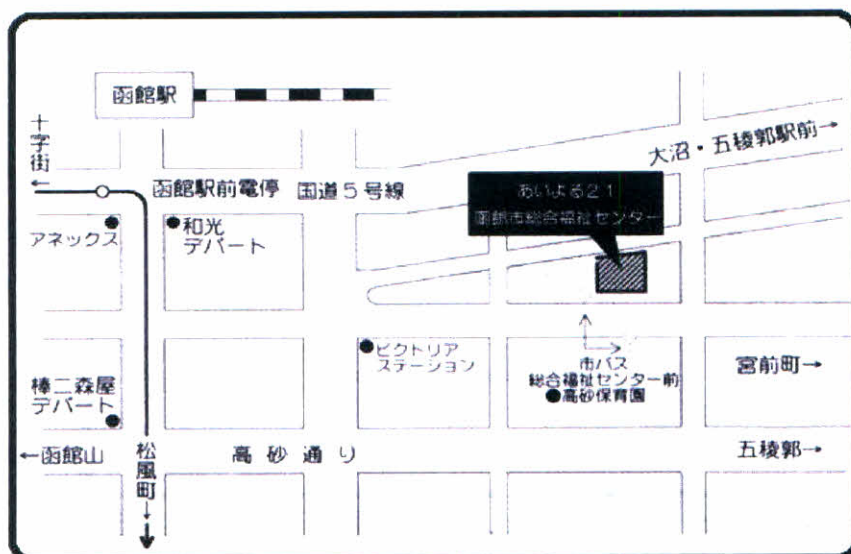 函館駅
十字街
←
大沼・五稜郭駅前→
函館駅前電停
国道5号線
あいよる21
函館市総合福祉センター
アネックス
和光
デパート
ビクトリア
ステーション
市バス
総合福祉センター前
高砂保育園
宮前町→
棒二森屋
デパート
←函館山
松風町
高砂通り
五稜郭→